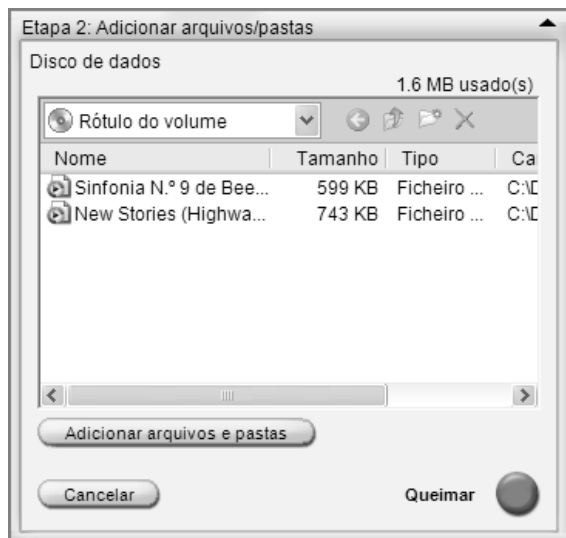 Etapa 2: Adicionar arquivos/pastas
Disco de dados
1.6 MB usado(s)
Rótulo do volume
Nome Tamanho Tipo Ca
Sinfonia N.º 9 de Bee... 599 KB Ficheiro ... C:\D
New Stories (Highwa... 743 KB Ficheiro ... C:\D
Adicionar arquivos e pastas
Cancelar Queimar